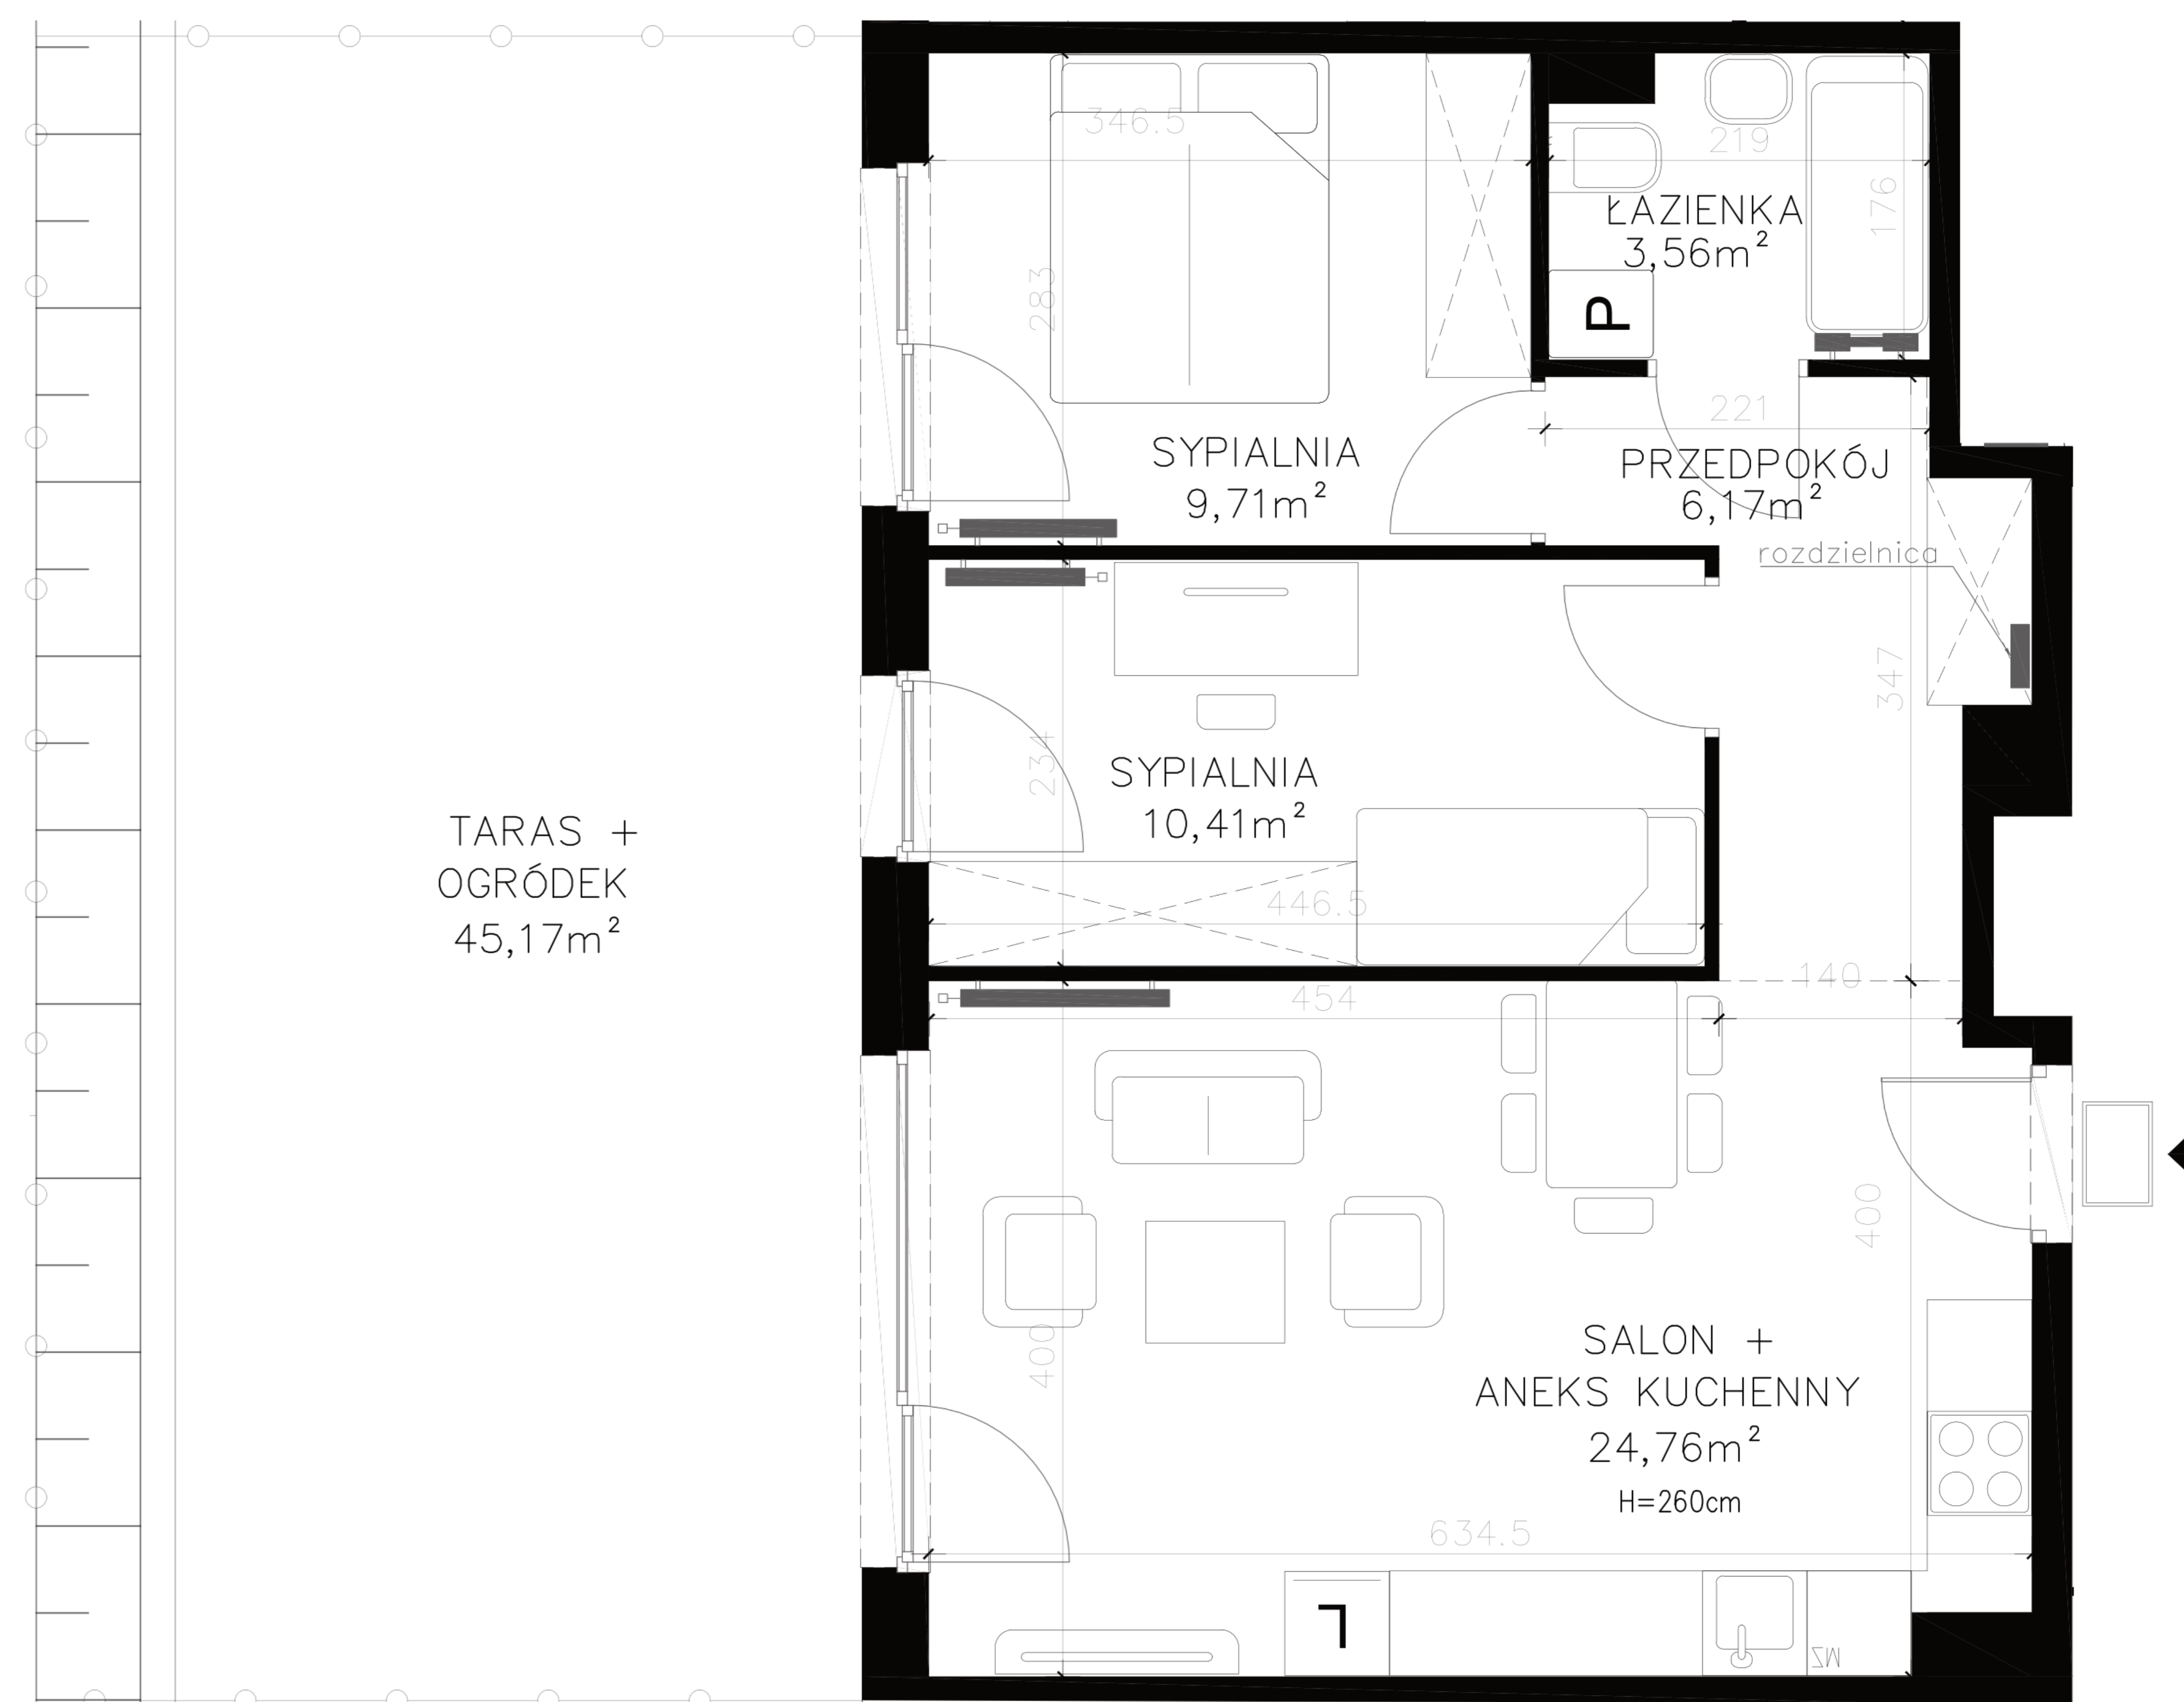 346.5
219
176
ŁAZIENKA
3,56m²
P
283
221
SYPIALNIA
9,71m²
PRZEDPOKÓJ
6,17m²
rozdzielnica
347
234
SYPIALNIA
10,41m²
TARAS +
OGRÓDEK
45,17m²
446.5
140
454
400
400
SALON +
ANEKS KUCHENNY
24,76m²
H=260cm
634.5
L
ZM